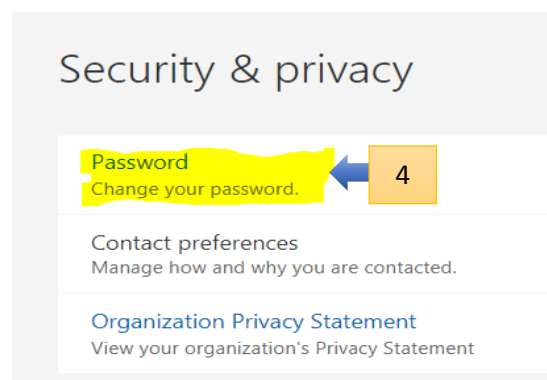 Security & privacy
Password
Change your password.
4
Contact preferences
Manage how and why you are contacted.
Organization Privacy Statement
View your organization's Privacy Statement